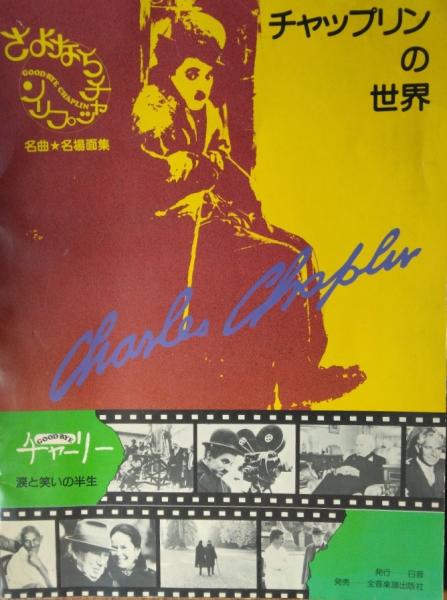 さよならチャップリン
GOOD BYE CHAPLIN
名曲★名場面集
チャップリン
の
世界
Charles Chaplin
GOOD BYE
チャーリー
涙と笑いの半生
発行──日音
発売──全音楽譜出版社